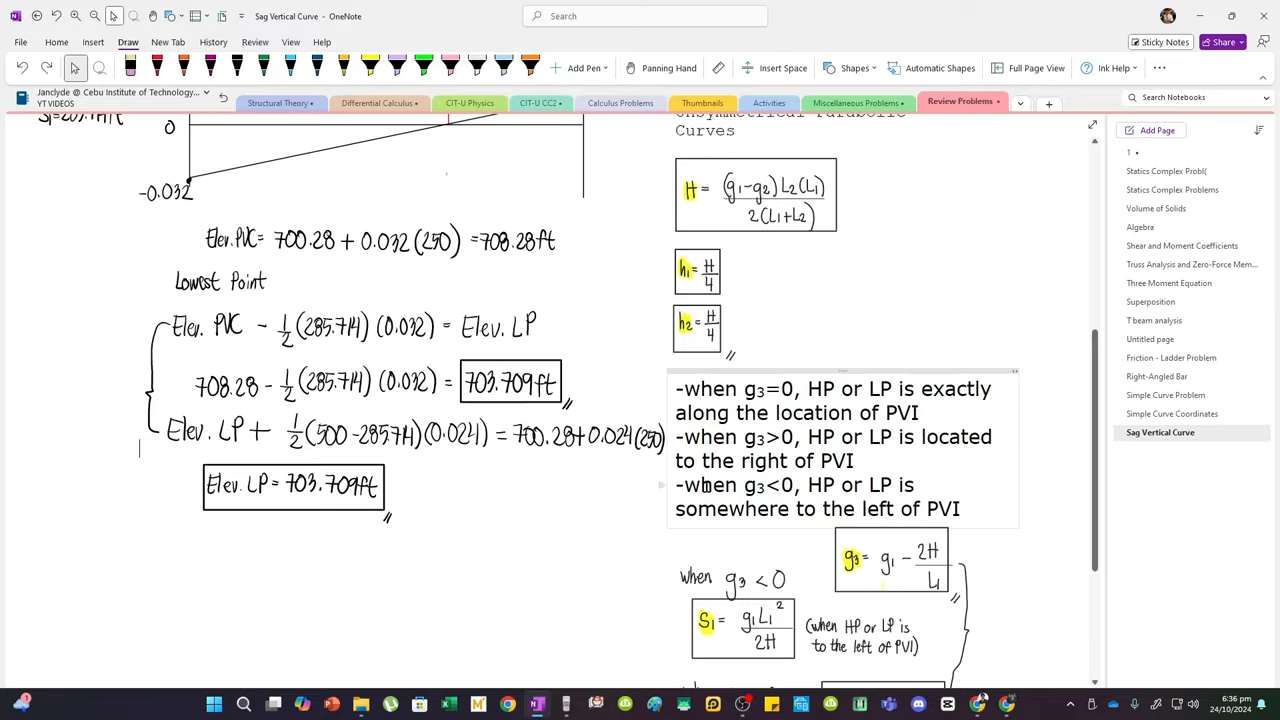 Sag Vertical Curve - OneNote
Search
File Home Insert Draw New Tab History Review View Help
Sticky Notes
Share
Add Pen
Panning Hand
Insert Space
Shapes
Automatic Shapes
Full Page View
Ink Help
Janclyde @ Cebu Institute of Technology...
YT VIDEOS
Structural Theory
Differential Calculus
CIT-U Physics
CIT-U CC2
Calculus Problems
Thumbnails
Activities
Miscellaneous Problems
Review Problems
Search Notebooks
Add Page
1
Statics Complex Probl(
Statics Complex Problems
Volume of Solids
Algebra
Shear and Moment Coefficients
Truss Analysis and Zero-Force Mem...
Three Moment Equation
Superposition
T beam analysis
Untitled page
Friction - Ladder Problem
Right-Angled Bar
Simple Curve Problem
Simple Curve Coordinates
Sag Vertical Curve
0
-0.032
Elev. PVC = 700.28 + 0.032 (250) = 708.28 ft
Lowest Point
Elev. PVC - 1/2 (285.714) (0.032) = Elev. LP
708.28 - 1/2 (285.714) (0.032) = 703.709 ft
Elev. LP + 1/2 (500 - 285.714) (0.024) = 700.28 + 0.024 (250)
Elev. LP = 703.709 ft
Unsymmetrical Parabolic
Curves
H = (g1-g2) L2 (L1) / 2(L1+L2)
h1 = H/4
h2 = H/4
-when g₃=0, HP or LP is exactly
along the location of PVI
-when g₃>0, HP or LP is located
to the right of PVI
-when g₃<0, HP or LP is
somewhere to the left of PVI
g3 = g1 - 2H/L1
when g3 < 0
S1 = g1 L1² / 2H
(when HP or LP is
to the left of PVI)
6:36 pm
24/10/2024